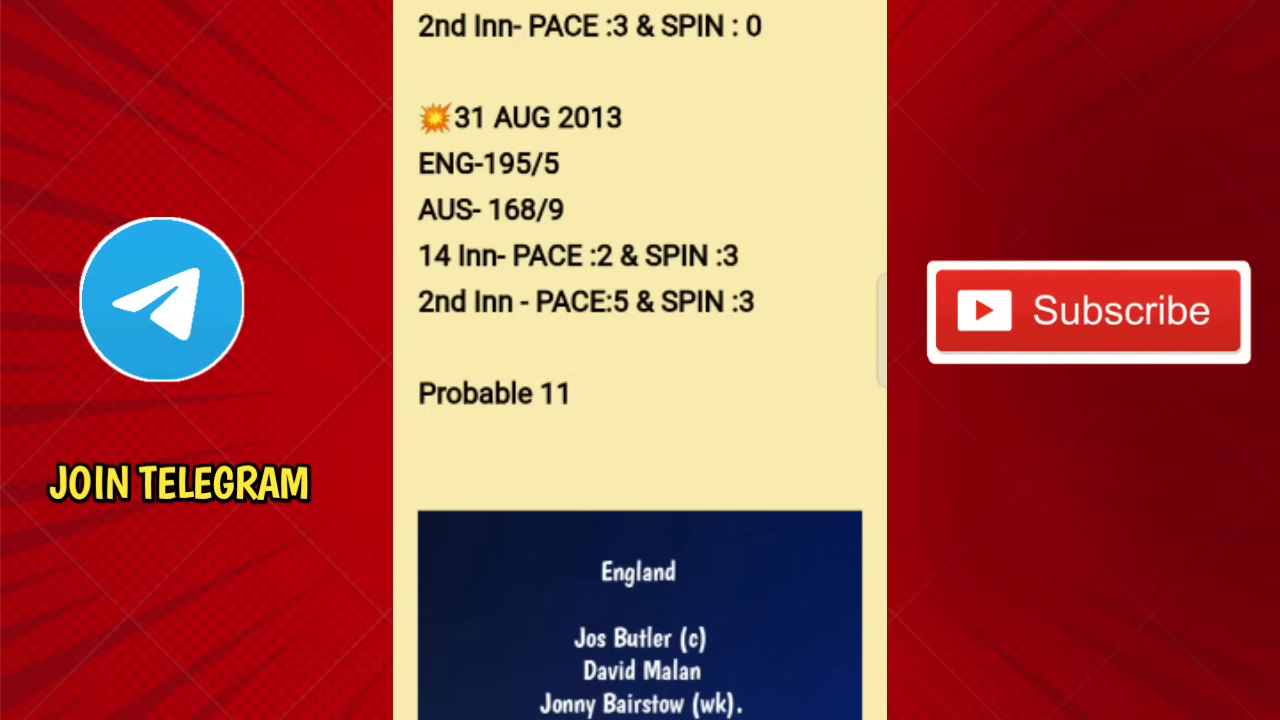 2nd Inn- PACE :3 & SPIN : 0
💥31 AUG 2013
ENG-195/5
AUS- 168/9
14 Inn- PACE :2 & SPIN :3
2nd Inn - PACE:5 & SPIN :3
Probable 11
JOIN TELEGRAM
Subscribe
England
Jos Butler (c)
David Malan
Jonny Bairstow (wk).